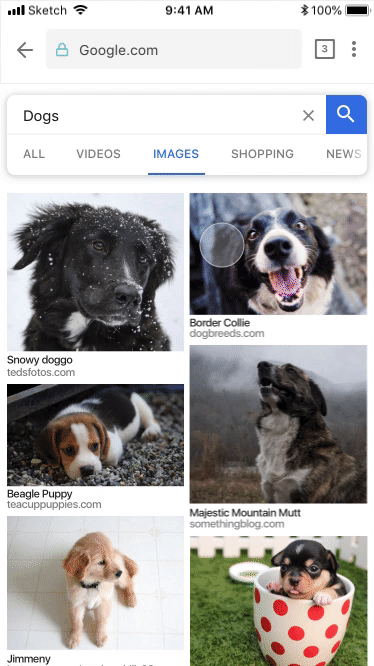 Sketch 9:41 AM 100%
Google.com 3
Dogs
ALL VIDEOS IMAGES SHOPPING NEWS
Snowy doggo
tedsfotos.com
Border Collie
dogbreeds.com
Beagle Puppy
teacuppuppies.com
Majestic Mountain Mutt
somethingblog.com
Jimmeny